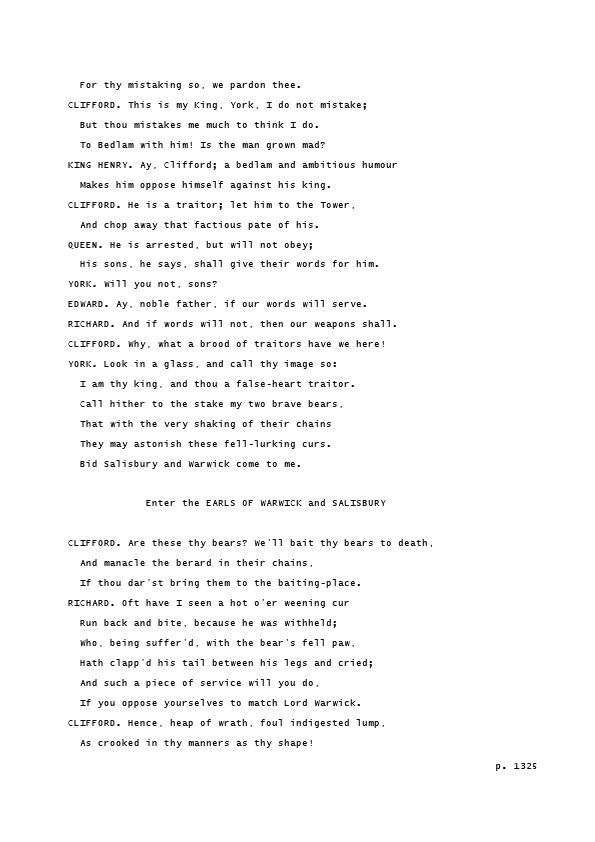 For thy mistaking so, we pardon thee.
CLIFFORD. This is my King, York, I do not mistake;
But thou mistakes me much to think I do.
To Bedlam with him! Is the man grown mad?
KING HENRY. Ay, Clifford; a bedlam and ambitious humour
Makes him oppose himself against his king.
CLIFFORD. He is a traitor; let him to the Tower,
And chop away that factious pate of his.
QUEEN. He is arrested, but will not obey;
His sons, he says, shall give their words for him.
YORK. Will you not, sons?
EDWARD. Ay, noble father, if our words will serve.
RICHARD. And if words will not, then our weapons shall.
CLIFFORD. Why, what a brood of traitors have we here!
YORK. Look in a glass, and call thy image so:
I am thy king, and thou a false-heart traitor.
Call hither to the stake my two brave bears,
That with the very shaking of their chains
They may astonish these fell-lurking curs.
Bid Salisbury and Warwick come to me.
Enter the EARLS OF WARWICK and SALISBURY
CLIFFORD. Are these thy bears? We'll bait thy bears to death,
And manacle the berard in their chains,
If thou dar'st bring them to the baiting-place.
RICHARD. Oft have I seen a hot o'er weening cur
Run back and bite, because he was withheld;
Who, being suffer'd, with the bear's fell paw,
Hath clapp'd his tail between his legs and cried;
And such a piece of service will you do,
If you oppose yourselves to match Lord Warwick.
CLIFFORD. Hence, heap of wrath, foul indigested lump,
As crooked in thy manners as thy shape!
p. 1325